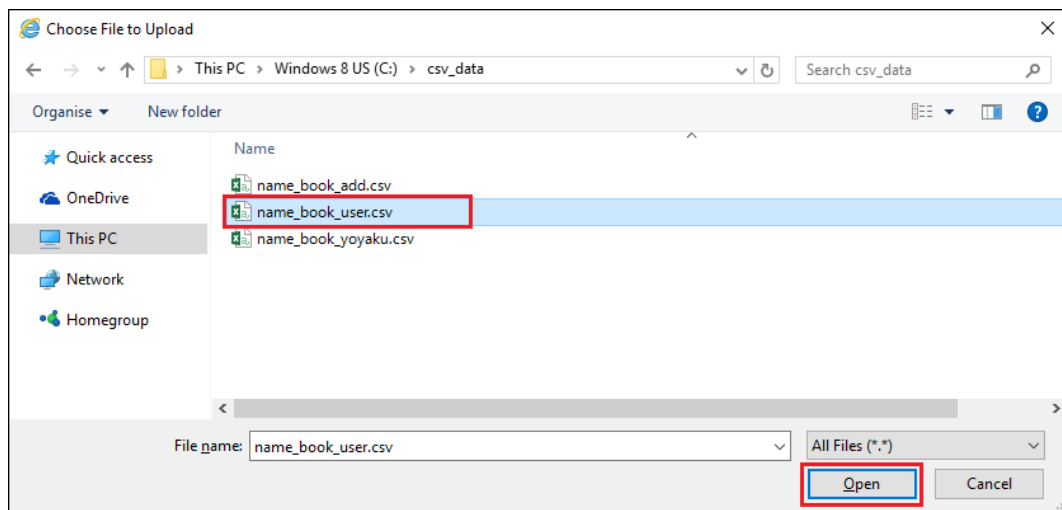 Choose File to Upload
This PC > Windows 8 US (C:) > csv_data
Search csv_data
Organise New folder
?
Quick access
OneDrive
This PC
Network
Homegroup
Name
name_book_add.csv
name_book_user.csv
name_book_yoyaku.csv
File name: name_book_user.csv
All Files (*.*)
Open Cancel